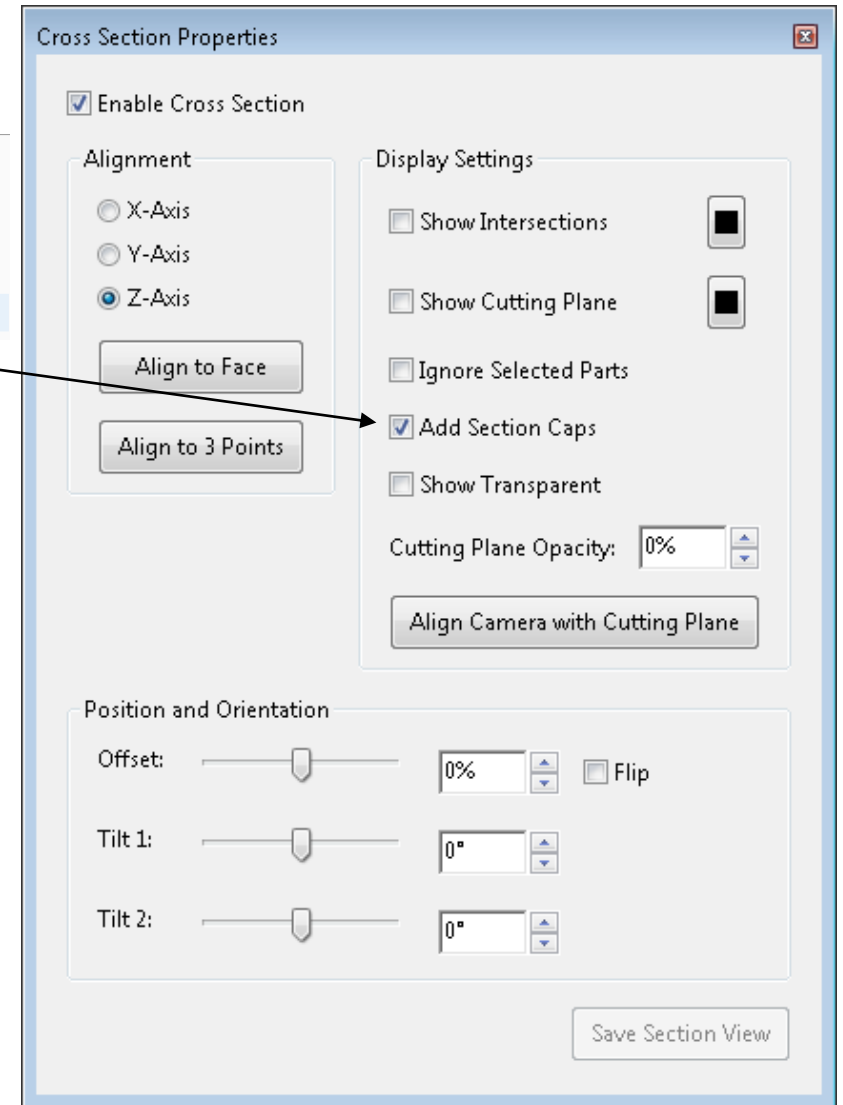 Cross Section Properties
Enable Cross Section
Alignment
X-Axis
Y-Axis
Z-Axis
Align to Face
Align to 3 Points
Display Settings
Show Intersections
Show Cutting Plane
Ignore Selected Parts
Add Section Caps
Show Transparent
Cutting Plane Opacity: 0%
Align Camera with Cutting Plane
Position and Orientation
Offset: 0% Flip
Tilt 1: 0°
Tilt 2: 0°
Save Section View